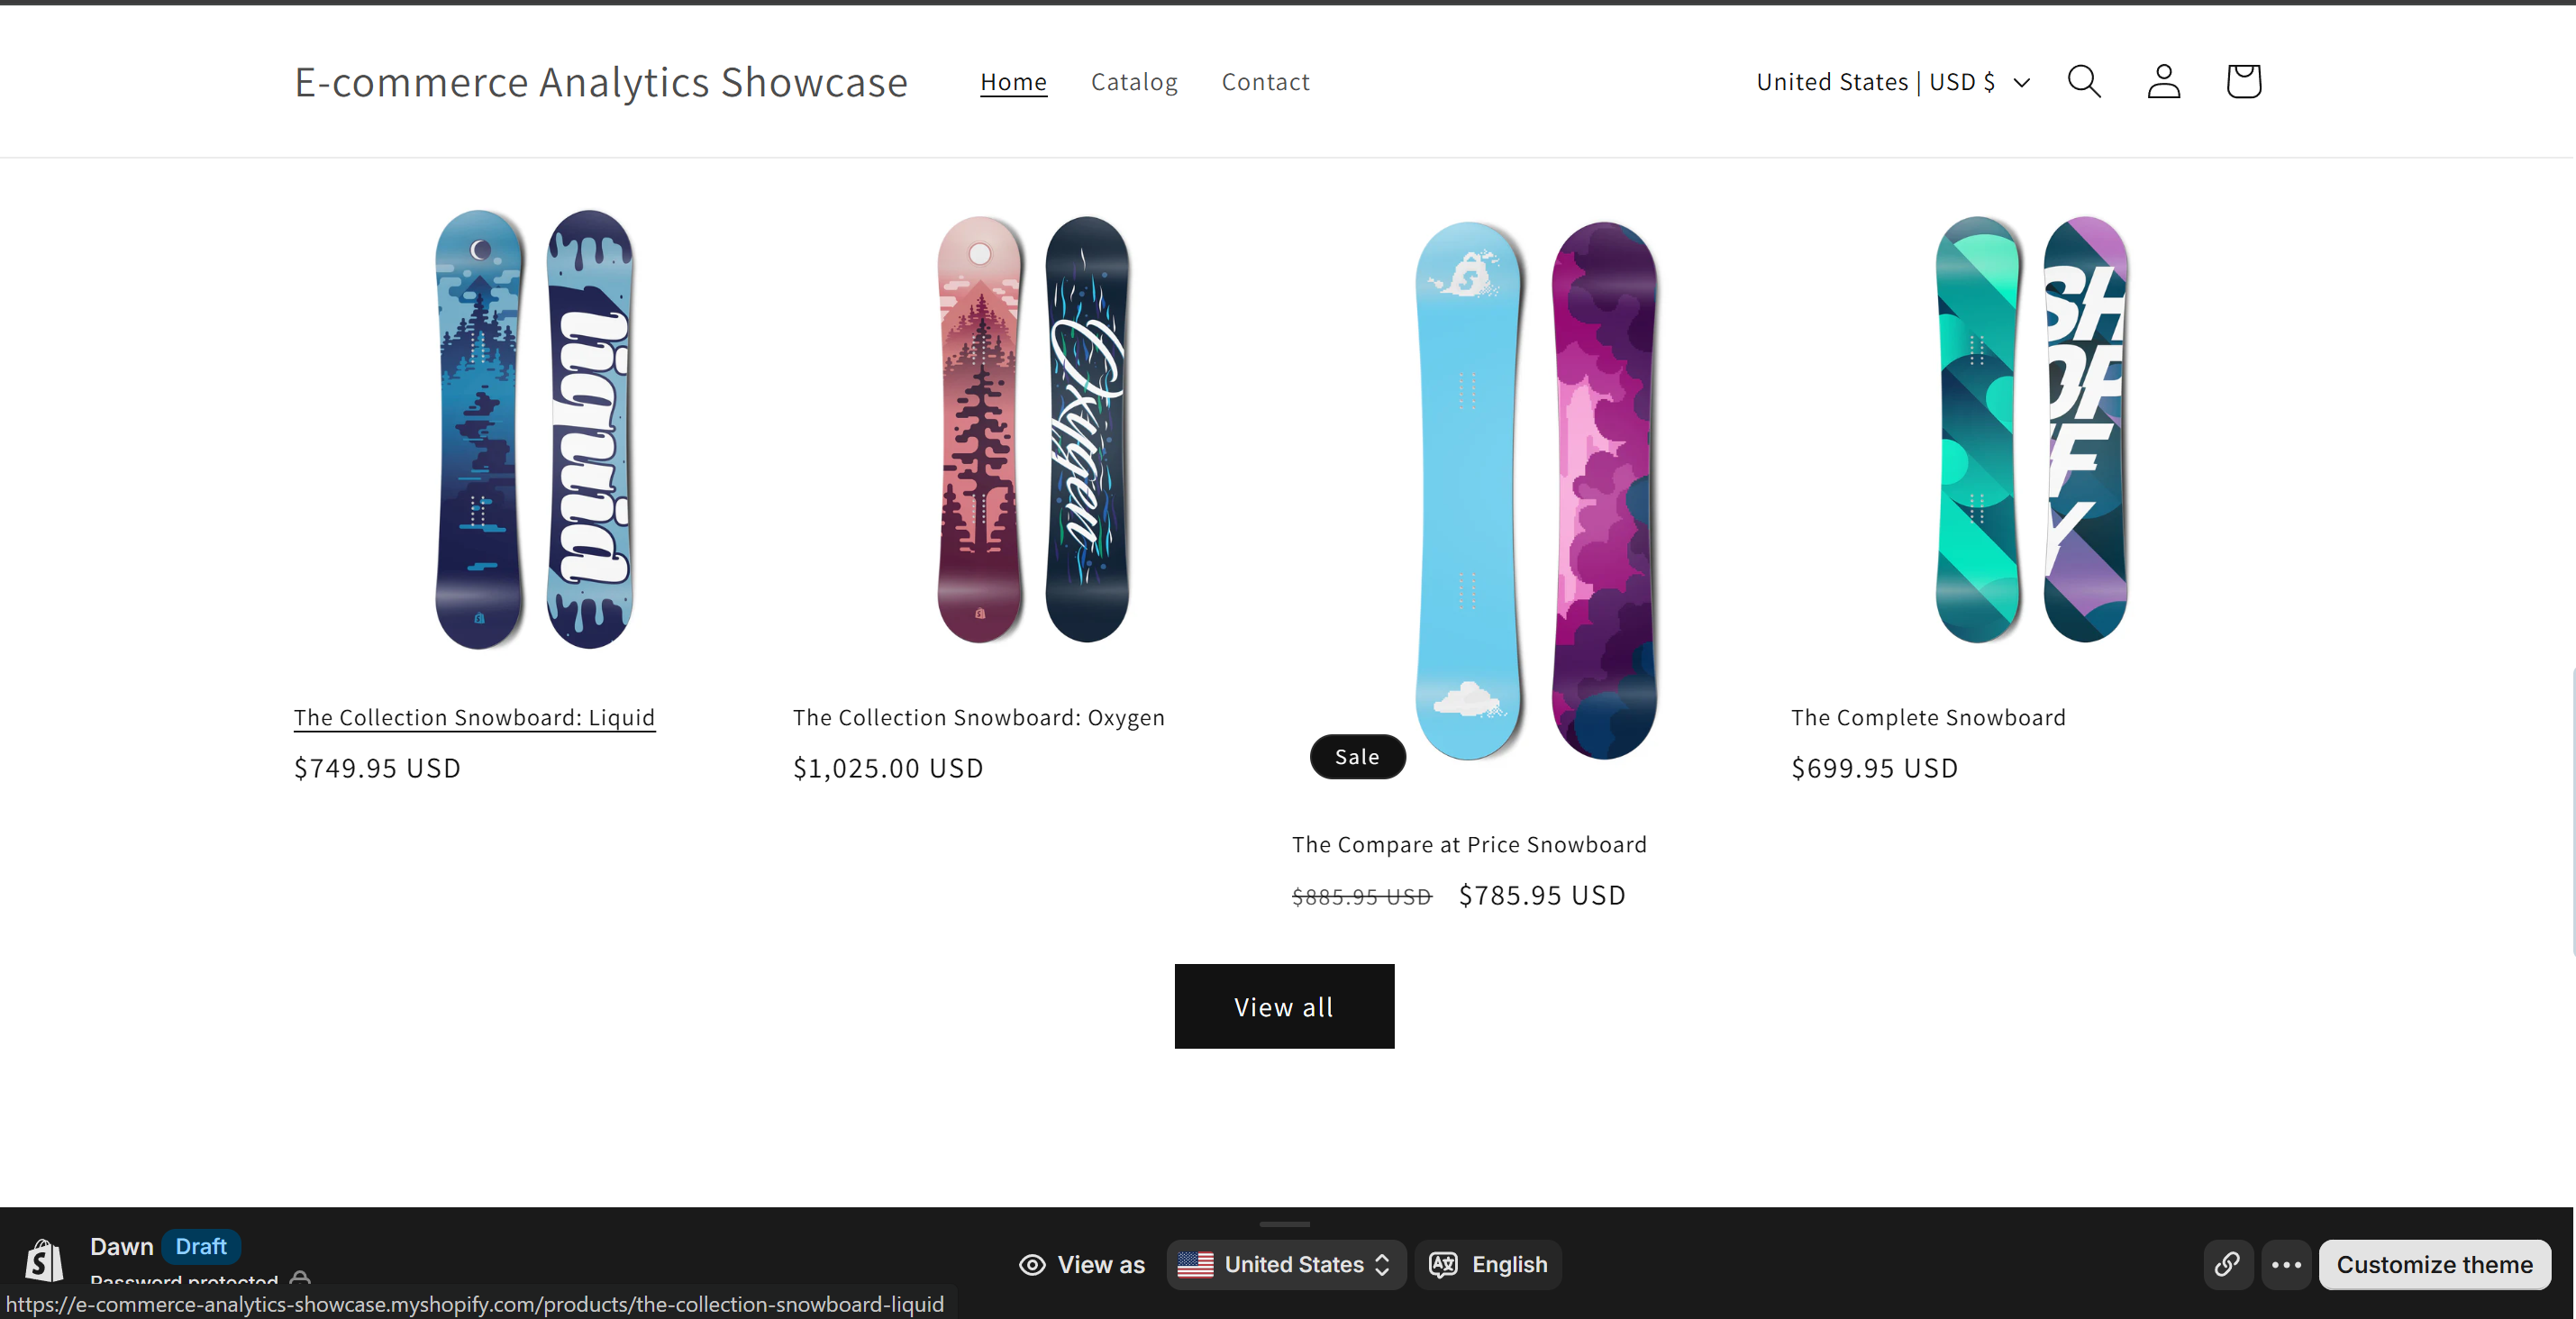 E-commerce Analytics Showcase
Home Catalog Contact
United States | USD $
liquid
Oxygen
SH
OP
IF
Y
The Collection Snowboard: Liquid
$749.95 USD
The Collection Snowboard: Oxygen
$1,025.00 USD
Sale
The Compare at Price Snowboard
$885.95 USD $785.95 USD
The Complete Snowboard
$699.95 USD
View all
Dawn Draft
Password protected
View as United States English
Customize theme
https://e-commerce-analytics-showcase.myshopify.com/products/the-collection-snowboard-liquid